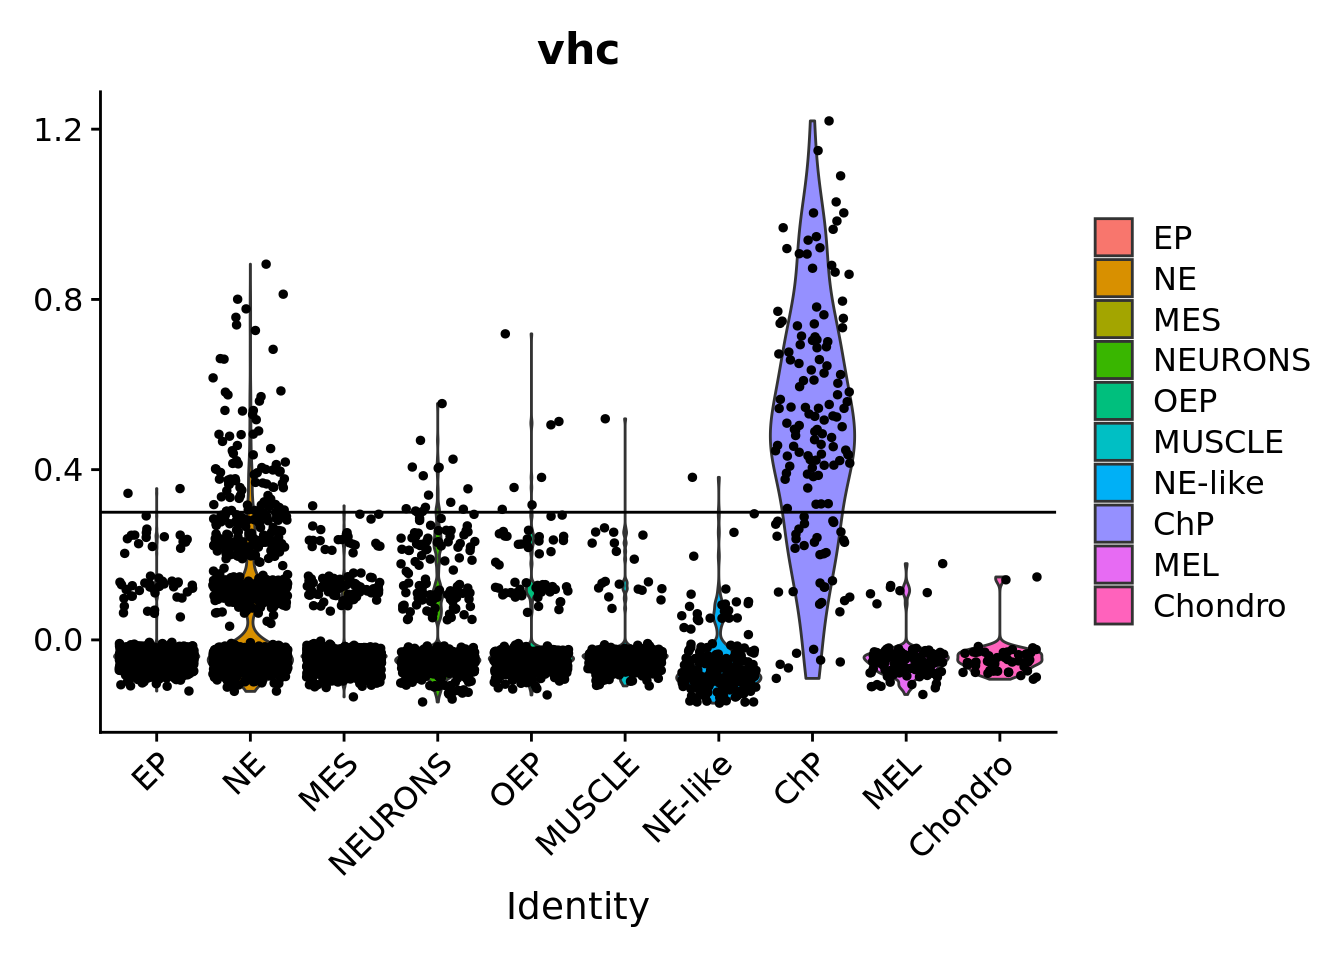 vhc
1.2
0.8
0.4
0.0
EP
NE
MES
NEURONS
OEP
MUSCLE
NE-like
ChP
MEL
Chondro
Identity
EP
NE
MES
NEURONS
OEP
MUSCLE
NE-like
ChP
MEL
Chondro